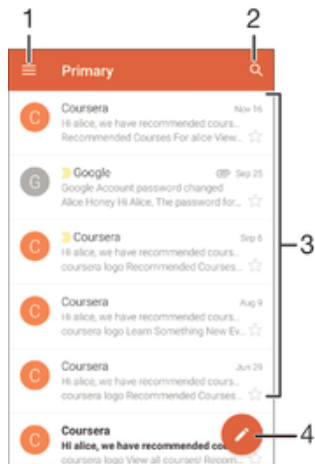 1
2
Primary
Coursera Nov 16
Hi alice, we have recommended cours...
Recommended Courses For alice View...
3
G Google Sep 25
Google Account password changed
Alice Honey Hi Alice, The password for...
C Coursera Sep 6
Hi alice, we have recommended cours...
coursera logo Recommended Courses...
C Coursera Aug 9
Hi alice, we have recommended cours...
coursera logo Learn Something New Ev...
C Coursera Jun 29
Hi alice, we have recommended cours...
coursera logo Recommended Courses...
C Coursera
Hi alice, we have recommended
coursera logo View all courses! Recom...
4